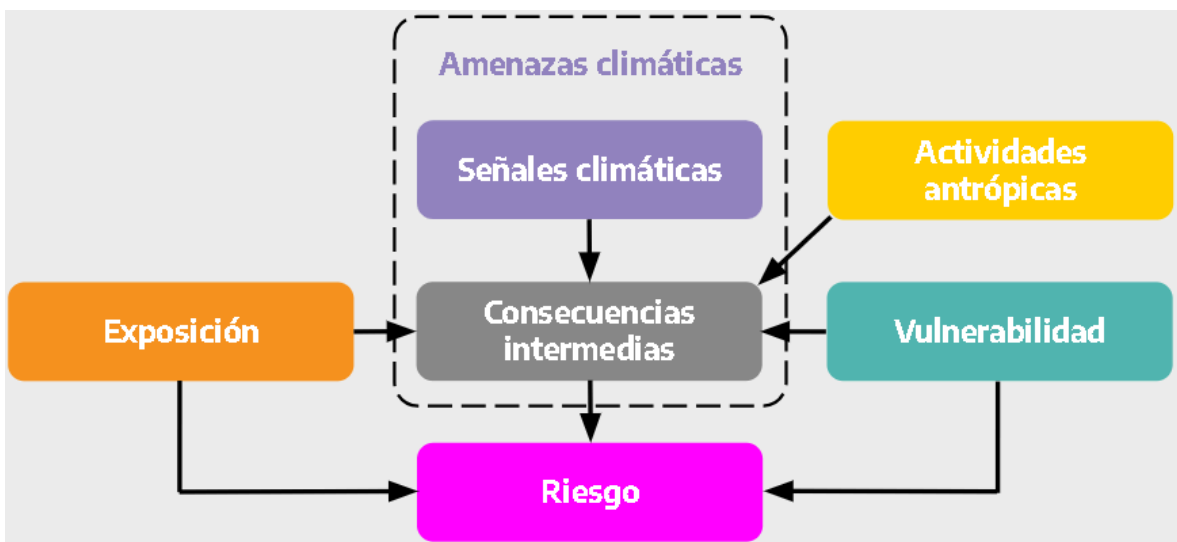 Amenazas climáticas
Señales climáticas
Actividades
antrópicas
Exposición
Consecuencias
intermedias
Vulnerabilidad
Riesgo